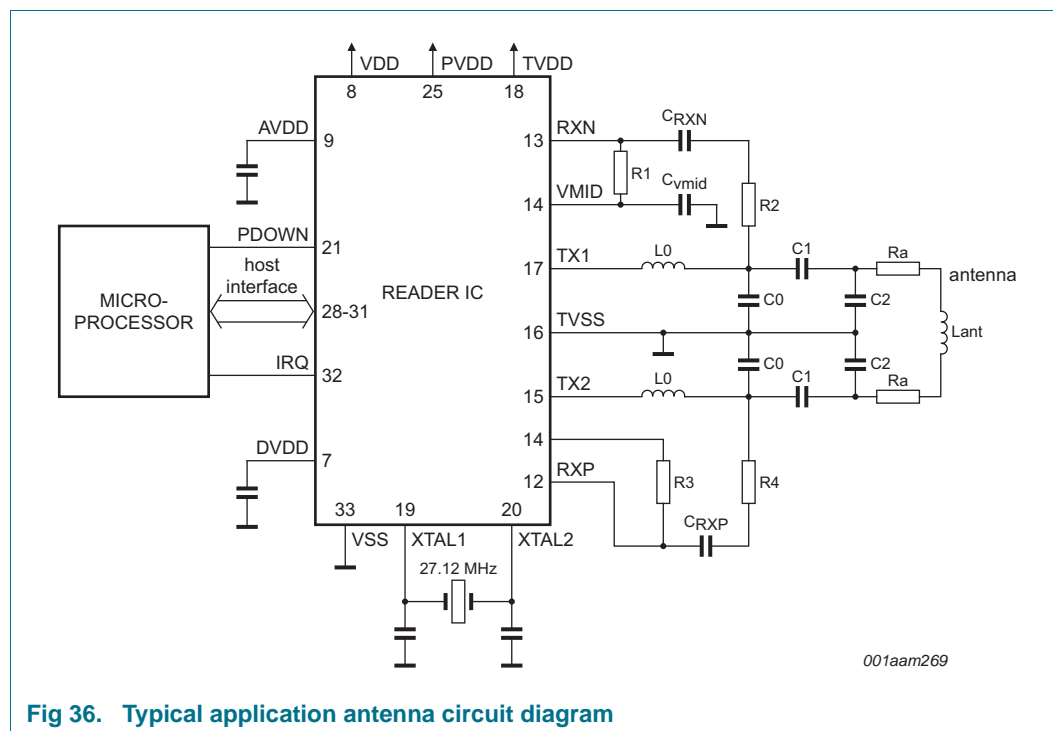 VDD PVDD TVDD
8 25 18
AVDD
9
RXN
13
CRXN
R1
VMID
14
Cvmid
R2
PDOWN
21
host
interface
MICRO-
PROCESSOR
28-31
READER IC
IRQ
32
TX1
17
L0
C1
Ra
antenna
C0
C2
TVSS
16
Lant
C0
C2
TX2
15
L0
C1
Ra
DVDD
7
14
RXP
12
R3
R4
CRXP
33 19 20
VSS XTAL1 XTAL2
27.12 MHz
001aam269
Fig 36. Typical application antenna circuit diagram